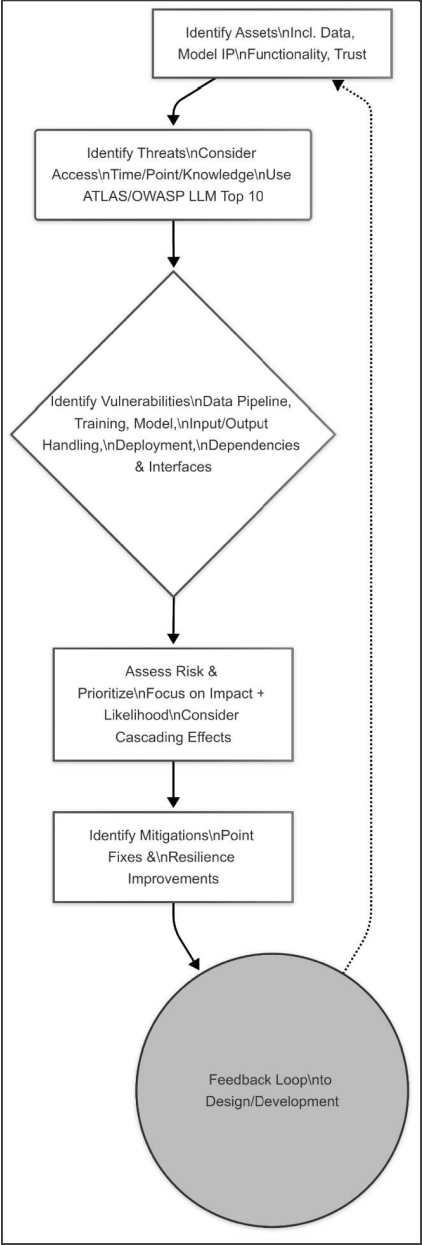 Identify Assets\nIncl. Data,
Model IP\nFunctionality, Trust
Identify Threats\nConsider
Access\nTime/Point/Knowledge\nUse
ATLAS/OWASP LLM Top 10
Identify Vulnerabilities\nData Pipeline,
Training, Model,\nInput/Output
Handling,\nDeployment,\nDependencies
& Interfaces
Assess Risk &
Prioritize\nFocus on Impact +
Likelihood\nConsider
Cascading Effects
Identify Mitigations\nPoint
Fixes &\nResilience
Improvements
Feedback Loop\nto
Design/Development